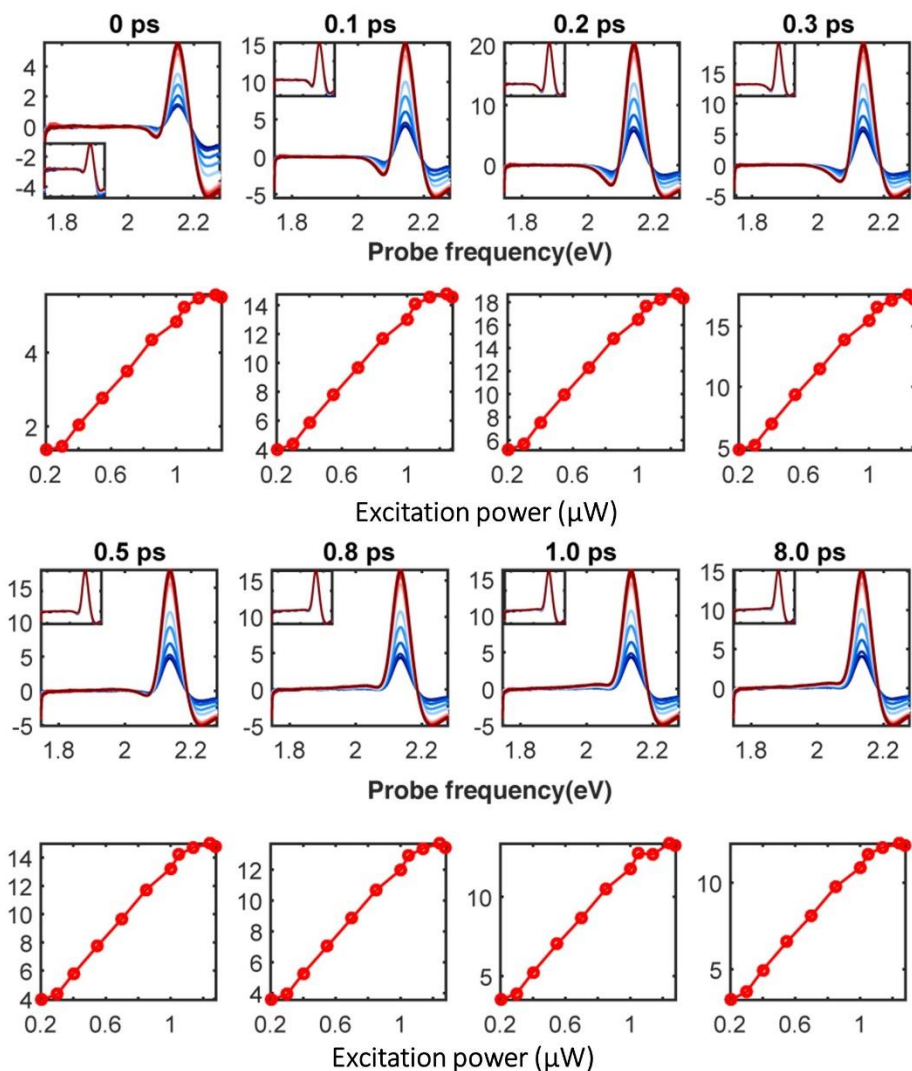 0 ps 0.1 ps 0.2 ps 0.3 ps
4 15 20
2 10 15
0 5 10 10
-2 0 5
-4 -5 0 0 -5
1.8 2 2.2 1.8 2 2.2 1.8 2 2.2 1.8 2 2.2
Probe frequency(eV)
4 14 18 15
2 12 16 10
10 14 5
8 12
6 10
4 8
6
0.2 0.6 1 0.2 0.6 1 0.2 0.6 1 0.2 0.6 1
Excitation power (µW)
0.5 ps 0.8 ps 1.0 ps 8.0 ps
15 15 15 15
10 10 10 10
5 5 5 5
0 0 0 0
-5 -5 -5 -5
1.8 2 2.2 1.8 2 2.2 1.8 2 2.2 1.8 2 2.2
Probe frequency(eV)
14 12 10 10
12 10 5 5
10 8
8 6
6 4
4
0.2 0.6 1 0.2 0.6 1 0.2 0.6 1 0.2 0.6 1
Excitation power (µW)